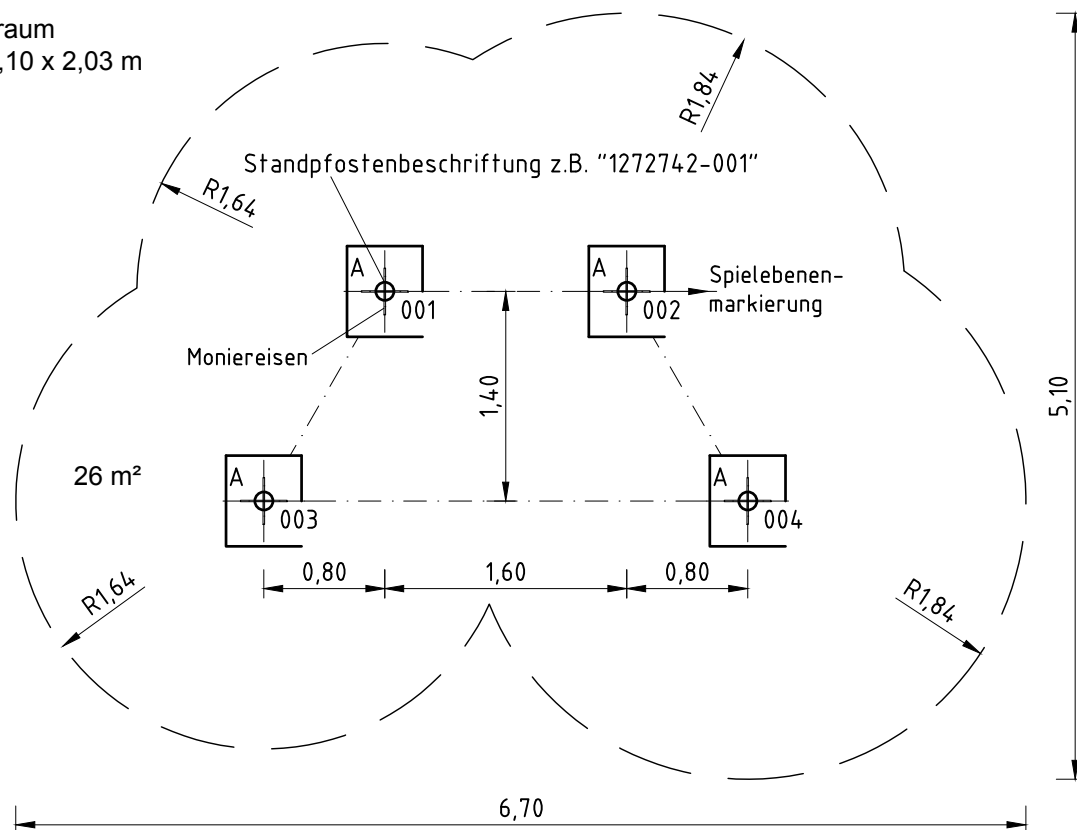 raum
,10 x 2,03 m
R1,84
Standpfostenbeschriftung z.B. "1272742-001"
R1,64
A
001
A
002
Spielebenen-
markierung
Moniereisen
1,40
5,10
26 m²
A
003
A
004
0,80
1,60
0,80
R1,64
R1,84
6,70